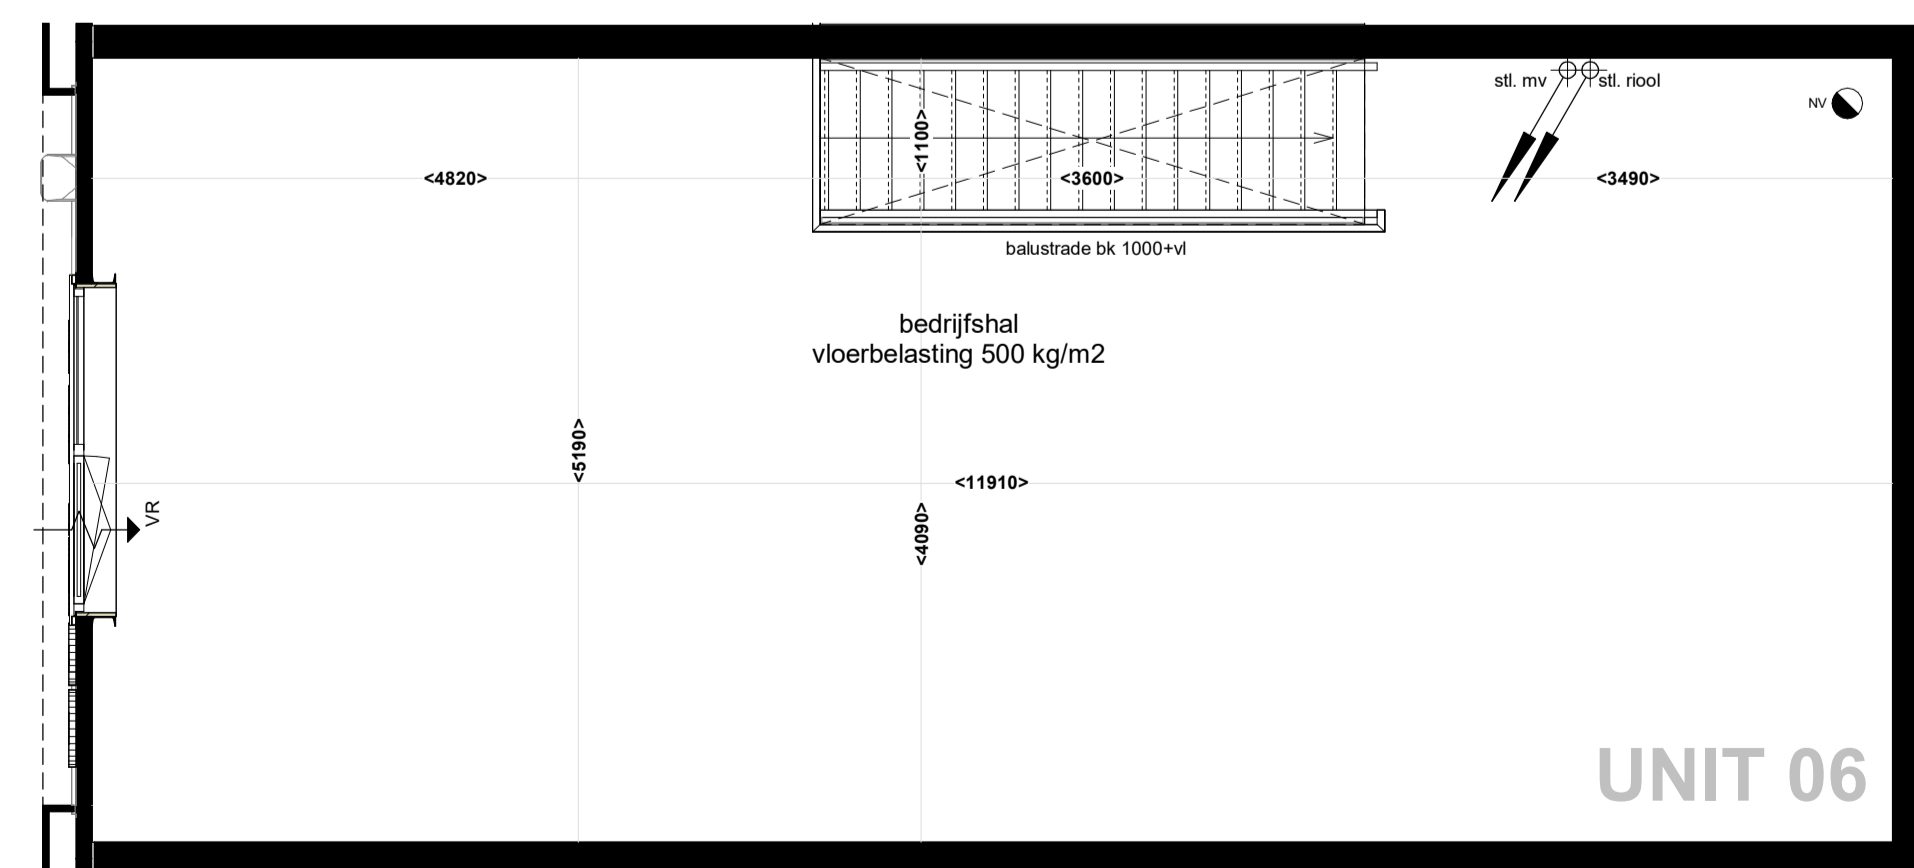 stl. mv
stl. riool
NV
<1100>
<4820>
<3600>
<3490>
balustrade bk 1000+vl
bedrijfshal
vloerbelasting 500 kg/m2
<5190>
<11910>
VR
<4090>
UNIT 06